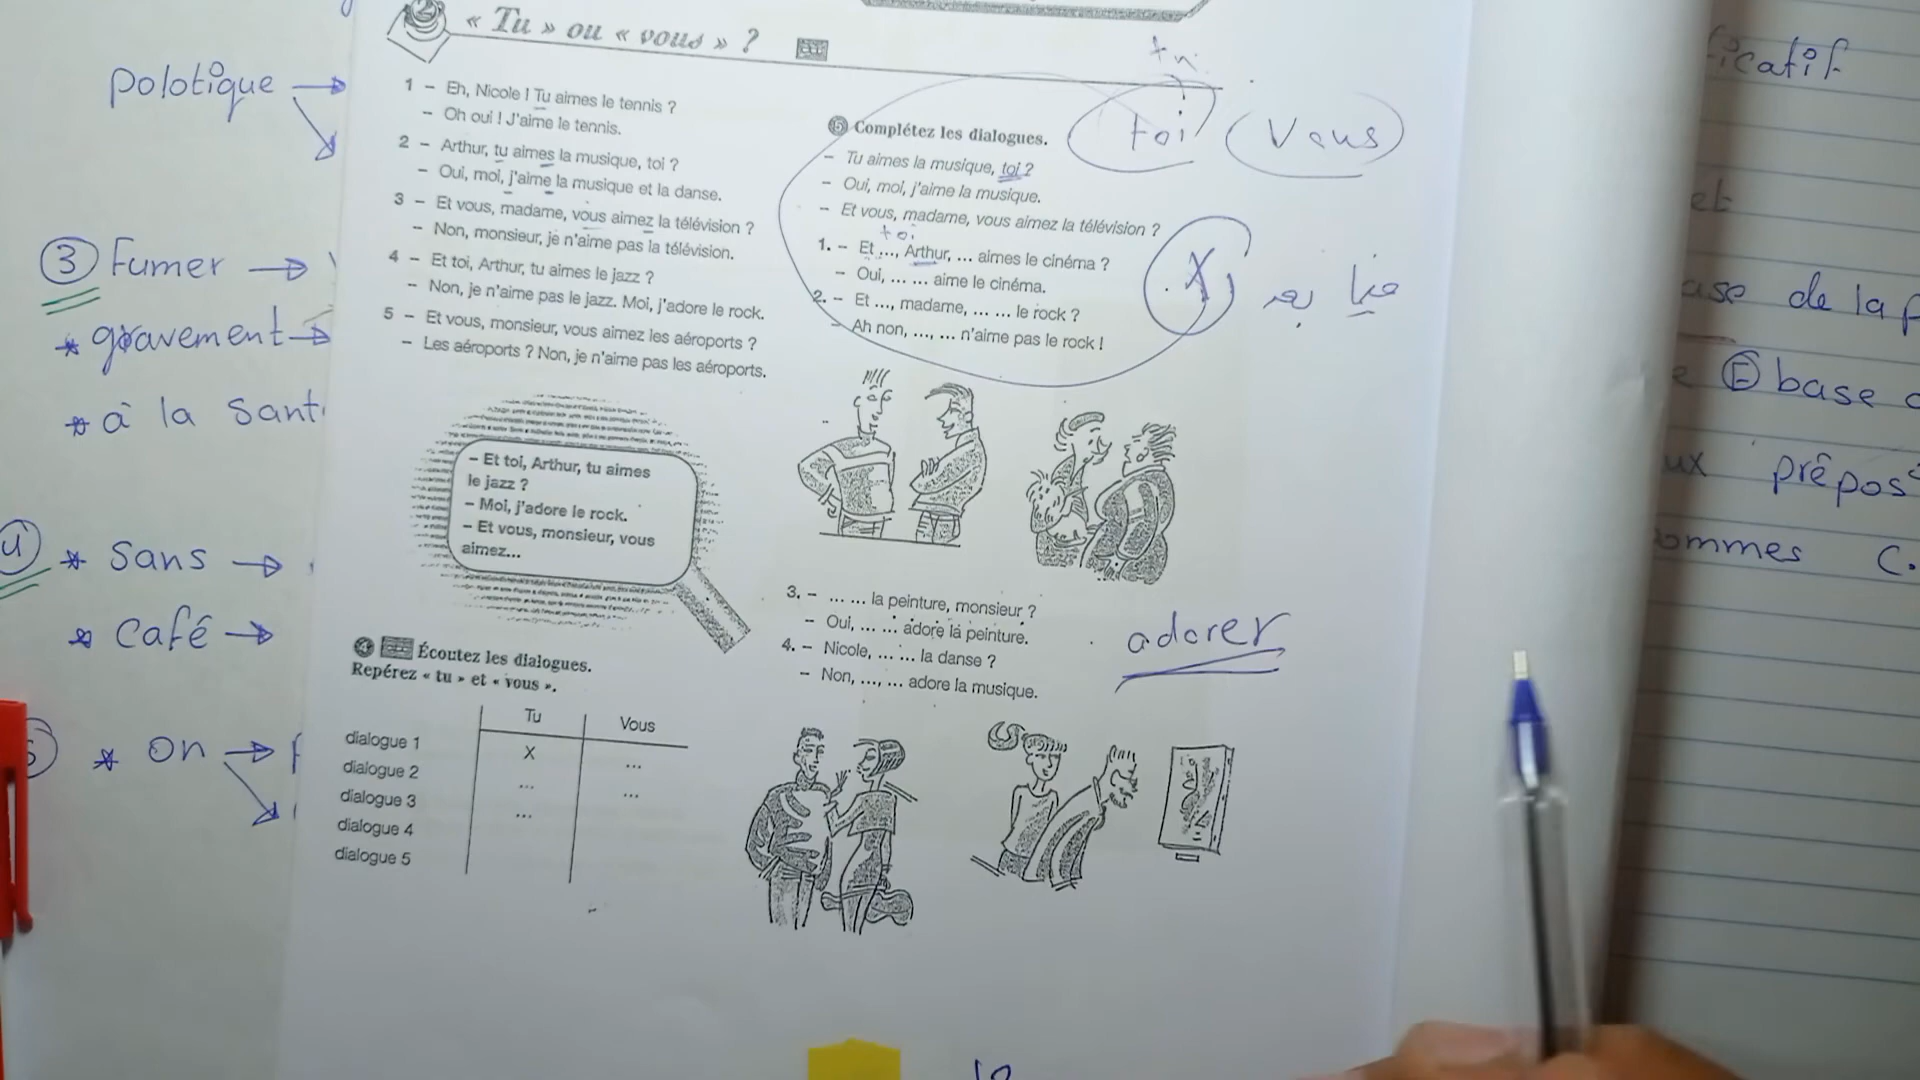 « Tu » ou « vous » ?
1 – Eh, Nicole ! Tu aimes le tennis ?
– Oh oui ! J'aime le tennis.
2 – Arthur, tu aimes la musique, toi ?
– Oui, moi, j'aime la musique et la danse.
3 – Et vous, madame, vous aimez la télévision ?
– Non, monsieur, je n'aime pas la télévision.
4 – Et toi, Arthur, tu aimes le jazz ?
– Non, je n'aime pas le jazz. Moi, j'adore le rock.
5 – Et vous, monsieur, vous aimez les aéroports ?
– Les aéroports ? Non, je n'aime pas les aéroports.
– Et toi, Arthur, tu aimes
le jazz ?
– Moi, j'adore le rock.
– Et vous, monsieur, vous
aimez...
Écoutez les dialogues.
Repérez « tu » et « vous ».
Tu Vous
dialogue 1 X
dialogue 2 ... ...
dialogue 3 ... ...
dialogue 4
dialogue 5
Complétez les dialogues.
– Tu aimes la musique, toi ?
– Oui, moi, j'aime la musique.
– Et vous, madame, vous aimez la télévision ?
toi
1. – Et ..., Arthur, ... aimes le cinéma ?
– Oui, ... ... aime le cinéma.
2. – Et ..., madame, ... ... le rock ?
– Ah non, ..., ... n'aime pas le rock !
3. – ... ... la peinture, monsieur ?
– Oui, ... ... adore la peinture.
4. – Nicole, ... ... la danse ?
– Non, ..., ... adore la musique.
toi
Vous
adorer
polotique
3 Fumer
* gravement
* à la sant
* Sans
* Café
* on
ficatif
et
ase de la p
e E base
ux prépos
ommes C.